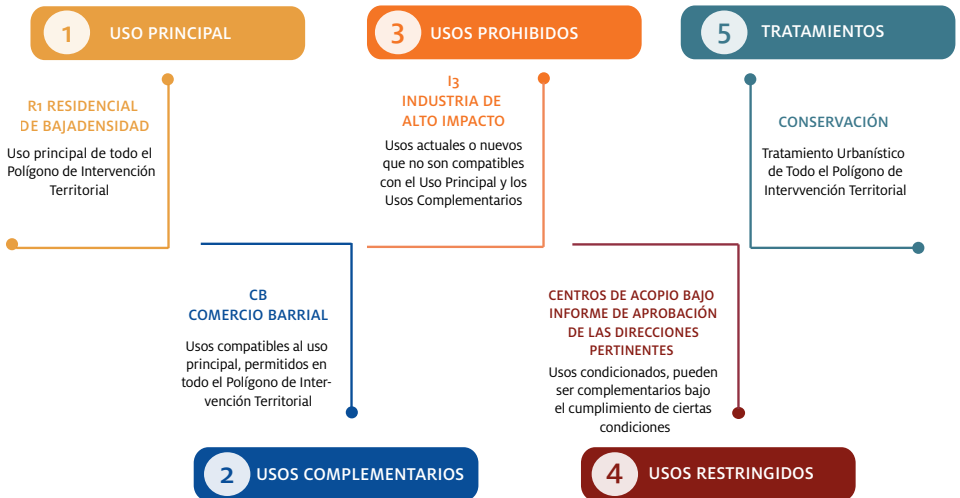 1
USO PRINCIPAL
R1 RESIDENCIAL
DE BAJADENSIDAD
Uso principal de todo el
Polígono de Intervención
Territorial
CB
COMERCIO BARRIAL
Usos compatibles al uso
principal, permitidos en
todo el Polígono de Inter-
vención Territorial
2
USOS COMPLEMENTARIOS
3
USOS PROHIBIDOS
I3
INDUSTRIA DE
ALTO IMPACTO
Usos actuales o nuevos
que no son compatibles
con el Uso Principal y los
Usos Complementarios
CENTROS DE ACOPIO BAJO
INFORME DE APROBACIÓN
DE LAS DIRECCIONES
PERTINENTES
Usos condicionados, pueden
ser complementarios bajo
el cumplimiento de ciertas
condiciones
4
USOS RESTRINGIDOS
5
TRATAMIENTOS
CONSERVACIÓN
Tratamiento Urbanístico
de Todo el Polígono de
Intervvención Territorial